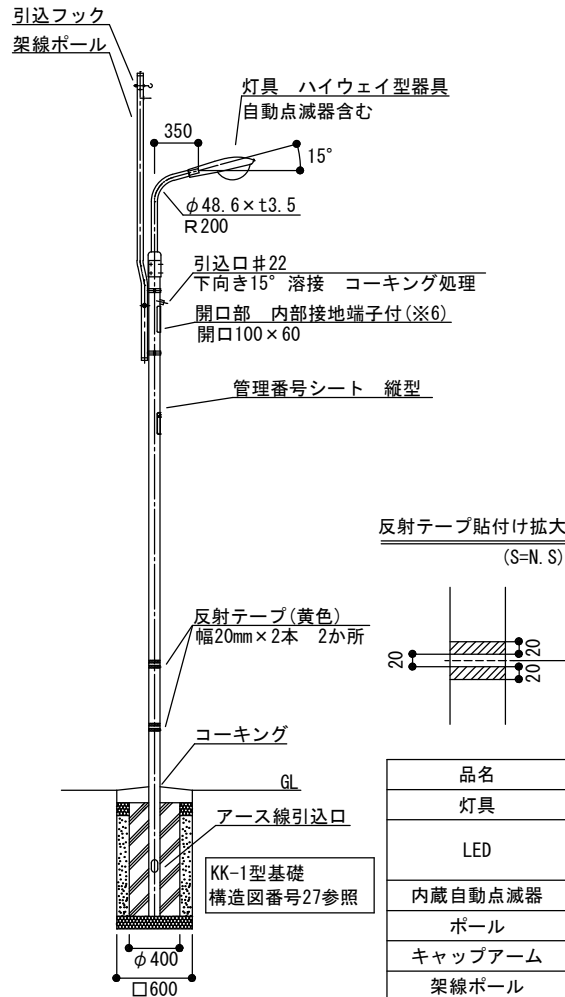 引込フック
架線ポール
灯具 ハイウェイ型器具
自動点滅器含む
350
15°
φ48.6×t3.5
R200
引込口#22
下向き15° 溶接 コーキング処理
開口部 内部接地端子付(※6)
開口100×60
管理番号シート 縦型
反射テープ貼付け拡大
(S=N.S)
20
20
20
反射テープ(黄色)
幅20mm×2本 2か所
コーキング
GL
アース線引込口
KK-1型基礎
構造図番号27参照
φ400
□600
品名
灯具
LED
内蔵自動点滅器
ポール
キャップアーム
架線ポール